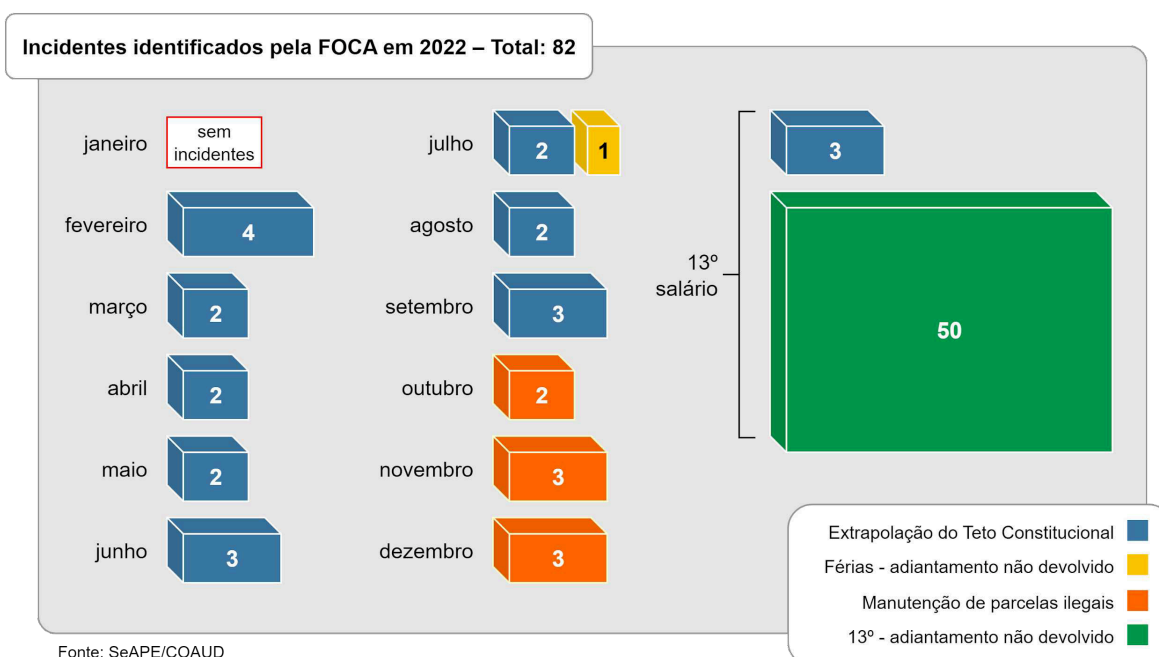 Incidentes identificados pela FOCA em 2022 – Total: 82
janeiro
sem
incidentes
fevereiro
4
março
2
abril
2
maio
2
junho
3
julho
2
1
agosto
2
setembro
3
outubro
2
novembro
3
dezembro
3
13º
salário
3
50
Extrapolação do Teto Constitucional
Férias - adiantamento não devolvido
Manutenção de parcelas ilegais
13º - adiantamento não devolvido
Fonte: SeAPE/COAUD